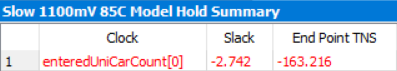 Slow 1100mV 85C Model Hold Summary
Clock Slack End Point TNS
1 enteredUniCarCount[0] -2.742 -163.216